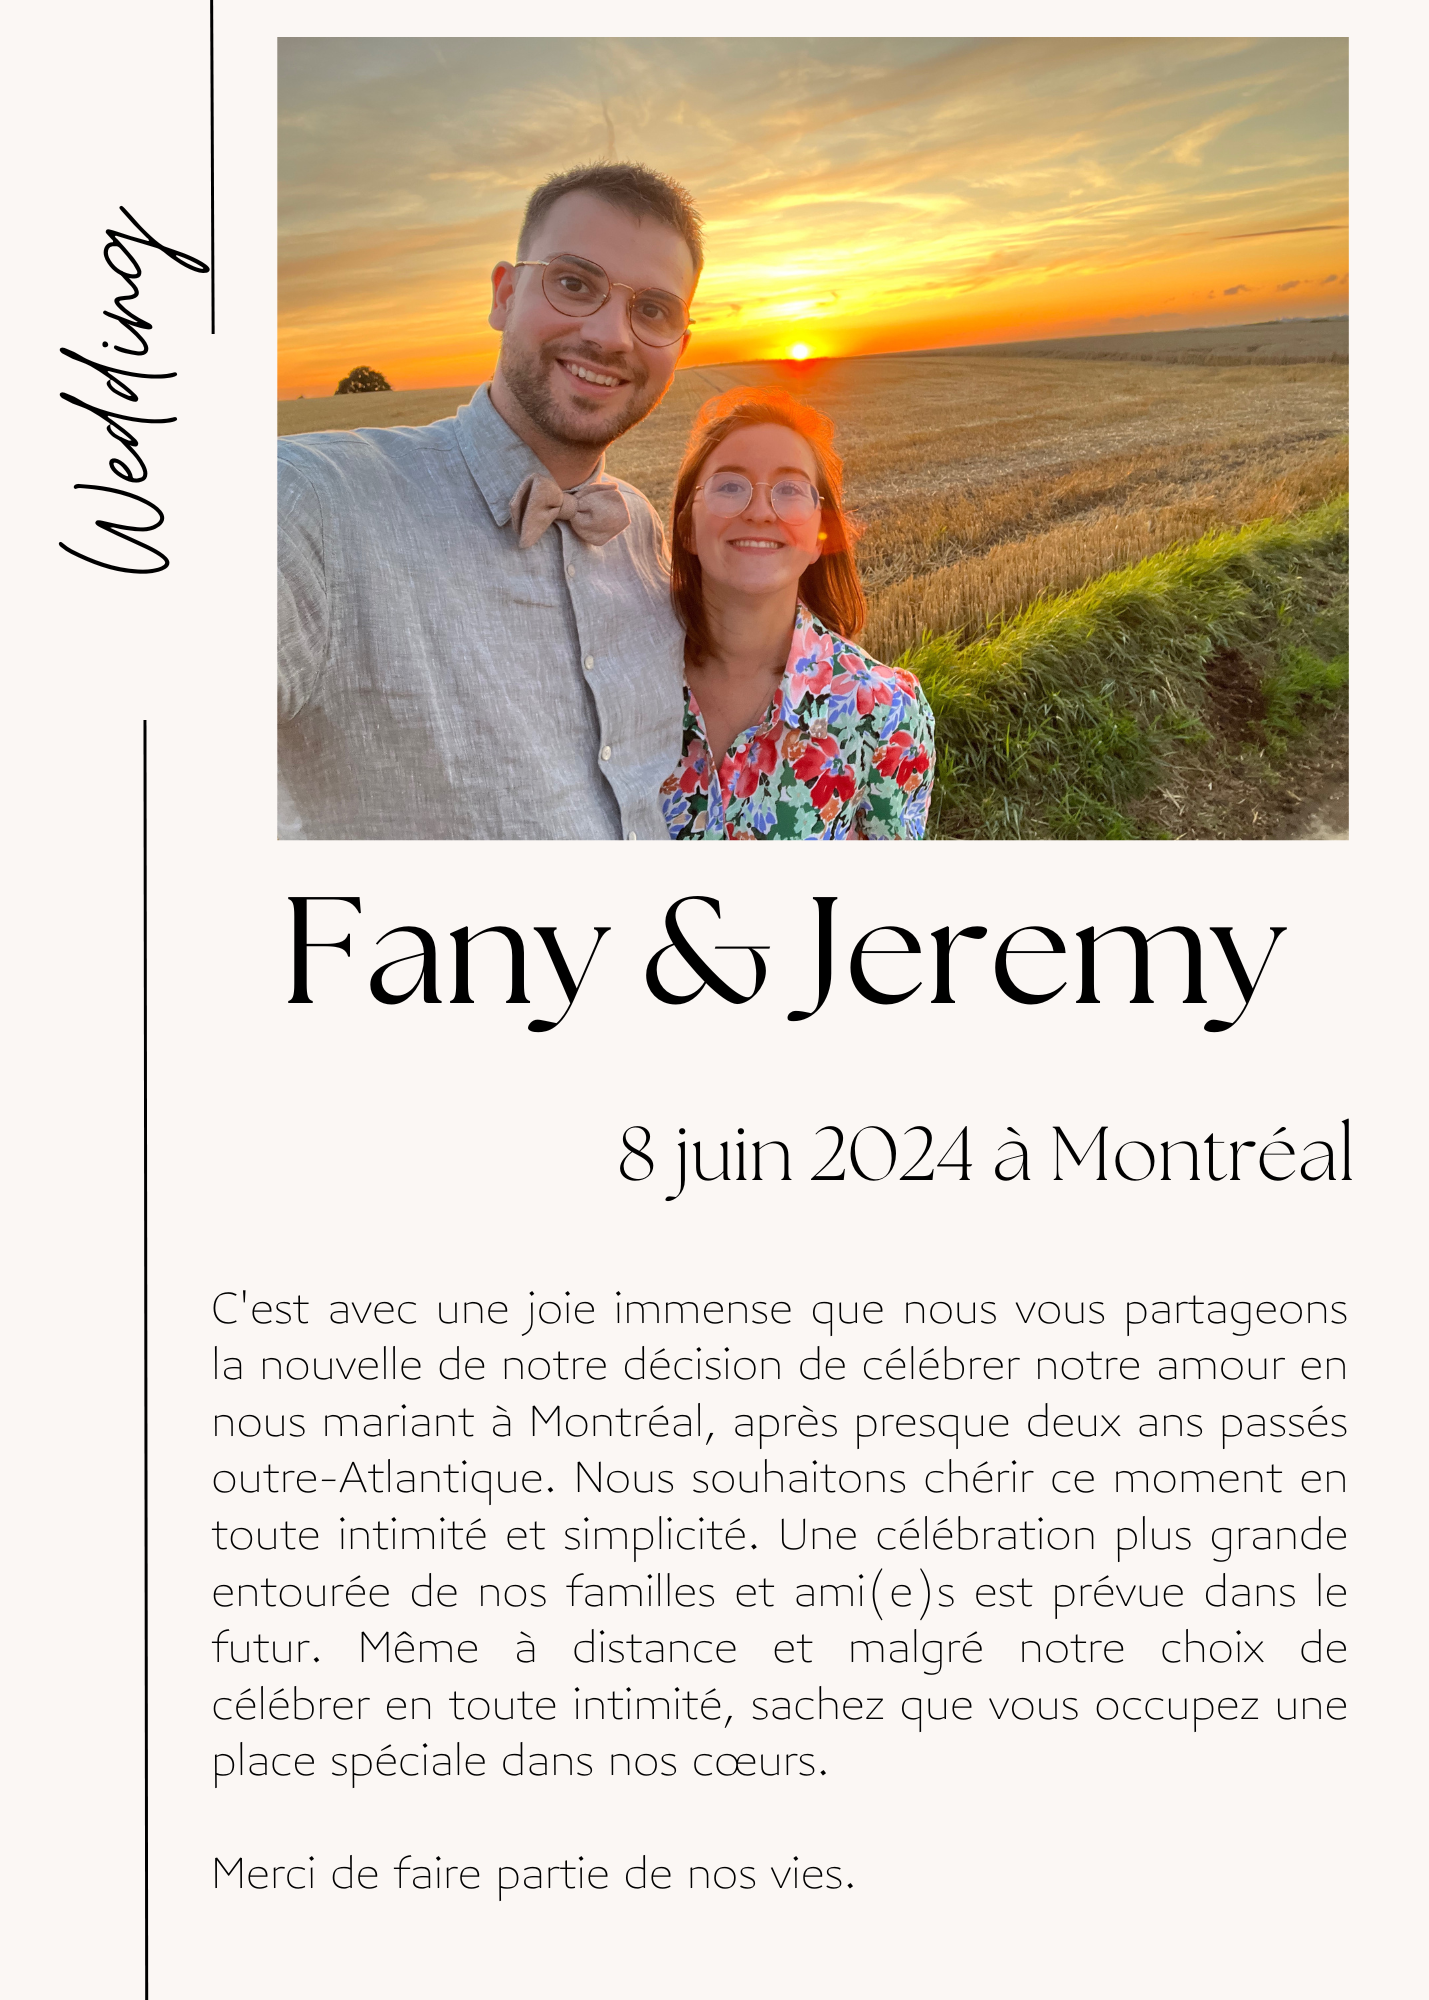 Wedding
Fany & Jeremy
8 juin 2024 à Montréal
C'est avec une joie immense que nous vous partageons
la nouvelle de notre décision de célébrer notre amour en
nous mariant à Montréal, après presque deux ans passés
outre-Atlantique. Nous souhaitons chérir ce moment en
toute intimité et simplicité. Une célébration plus grande
entourée de nos familles et ami(e)s est prévue dans le
futur. Même à distance et malgré notre choix de
célébrer en toute intimité, sachez que vous occupez une
place spéciale dans nos cœurs.
Merci de faire partie de nos vies.